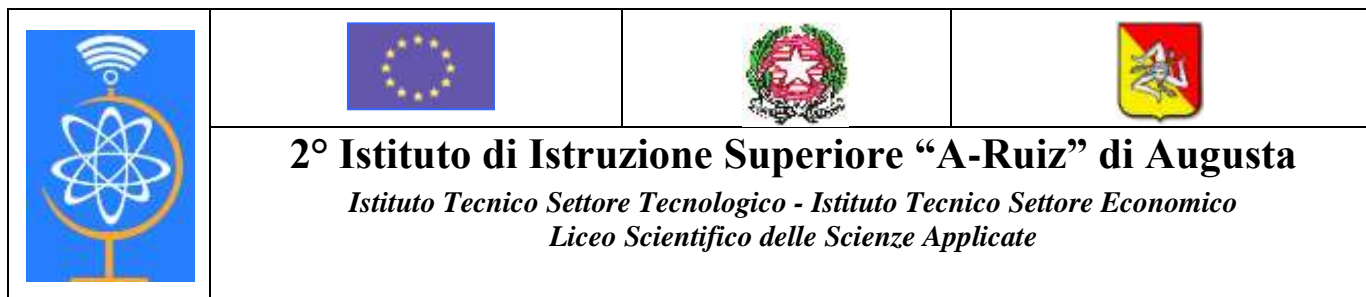 2° Istituto di Istruzione Superiore “A-Ruiz” di Augusta
Istituto Tecnico Settore Tecnologico - Istituto Tecnico Settore Economico
Liceo Scientifico delle Scienze Applicate